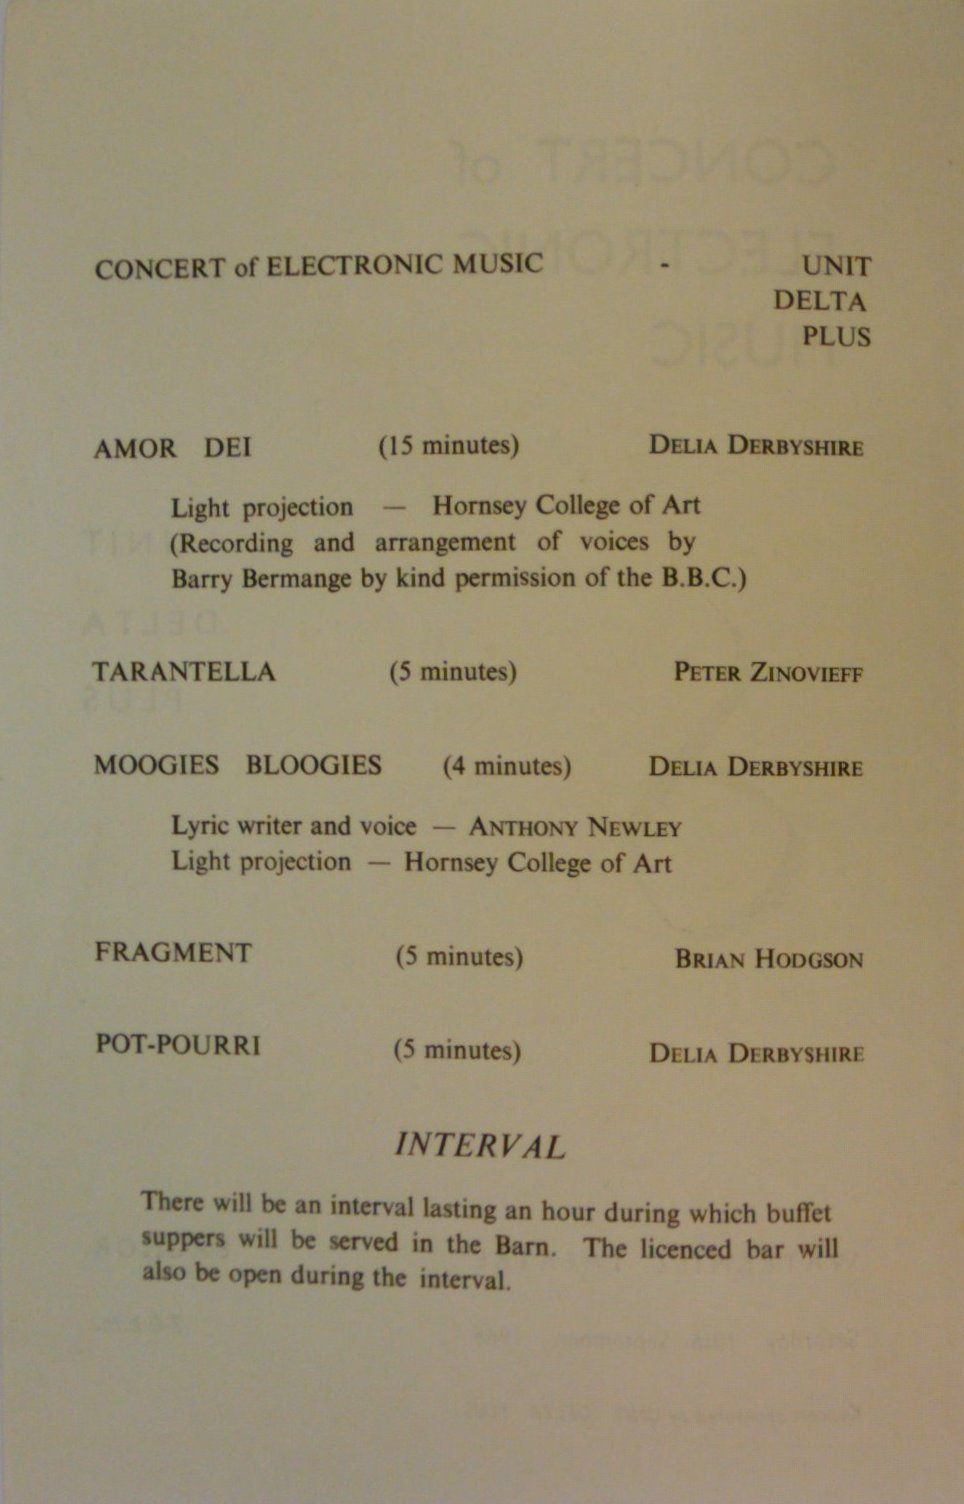 CONCERT of ELECTRONIC MUSIC - UNIT
DELTA
PLUS
AMOR DEI (15 minutes) DELIA DERBYSHIRE
Light projection — Hornsey College of Art
(Recording and arrangement of voices by
Barry Bermange by kind permission of the B.B.C.)
TARANTELLA (5 minutes) PETER ZINOVIEFF
MOOGIES BLOOGIES (4 minutes) DELIA DERBYSHIRE
Lyric writer and voice — ANTHONY NEWLEY
Light projection — Hornsey College of Art
FRAGMENT (5 minutes) BRIAN HODGSON
POT-POURRI (5 minutes) DELIA DERBYSHIRE
INTERVAL
There will be an interval lasting an hour during which buffet
suppers will be served in the Barn. The licenced bar will
also be open during the interval.